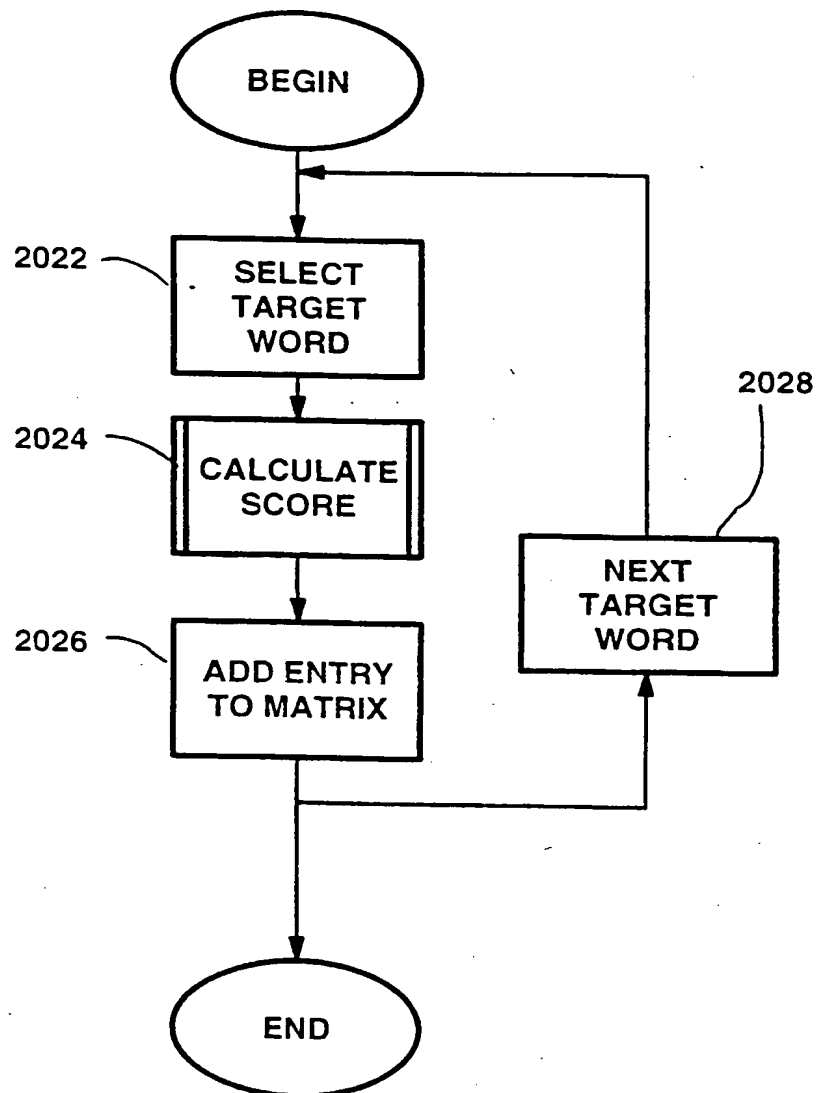 BEGIN
2022
SELECT
TARGET
WORD
2024
CALCULATE
SCORE
2026
ADD ENTRY
TO MATRIX
2028
NEXT
TARGET
WORD
END